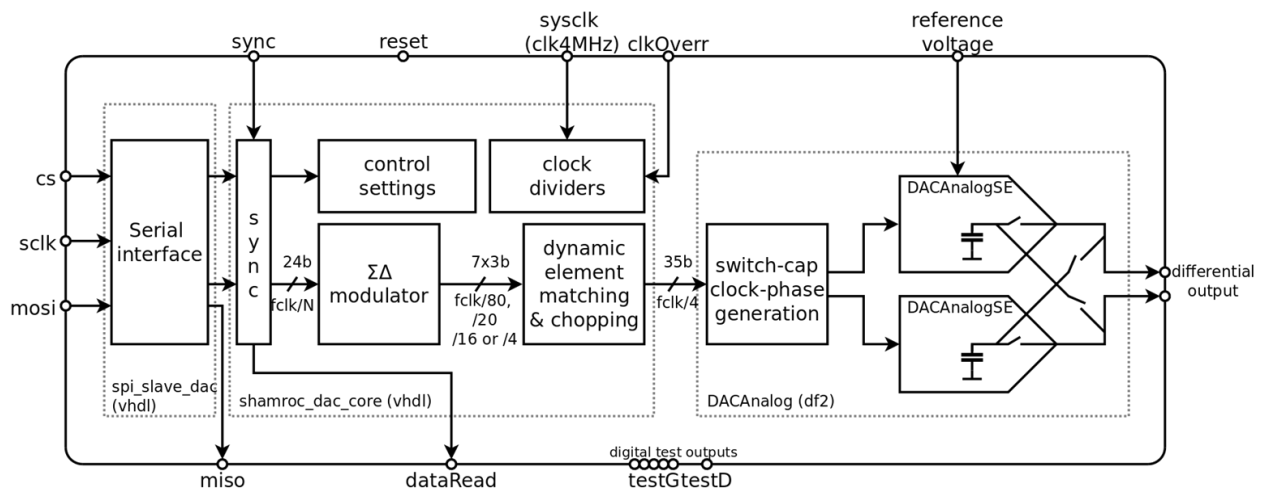 sysclk
reference
sync
reset
(clk4MHz)
clkOverr
voltage
cs
sclk
mosi
Serial
interface
s
y
n
c
control
settings
clock
dividers
DACAnalogSE
24b
fclk/N
ΣΔ
modulator
7x3b
fclk/80,
/20
/16 or /4
dynamic
element
matching
& chopping
35b
fclk/4
switch-cap
clock-phase
generation
DACAnalogSE
differential
output
spi_slave_dac
(vhdl)
shamroc_dac_core (vhdl)
DACAnalog (df2)
digital test outputs
miso
dataRead
testGtestD